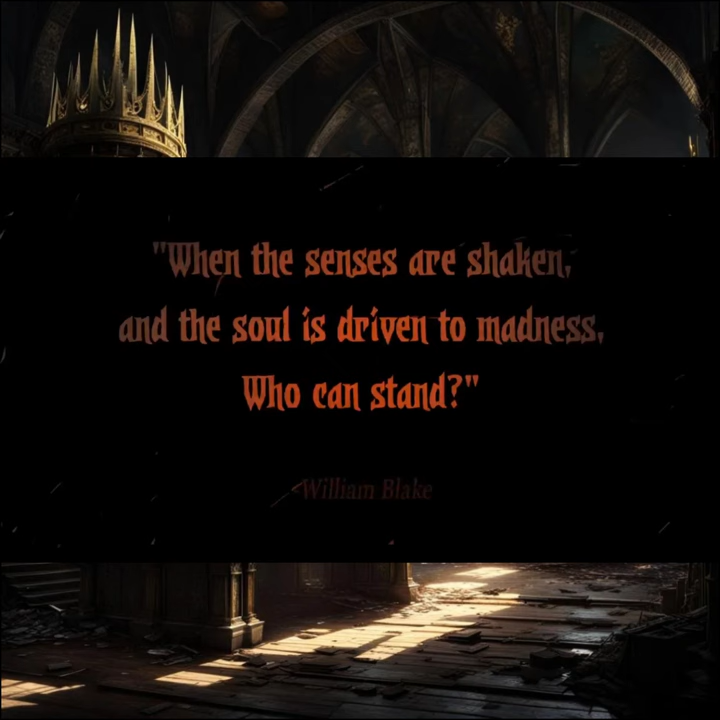 "When the senses are shaken,
and the soul is driven to madness,
Who can stand?"
-William Blake